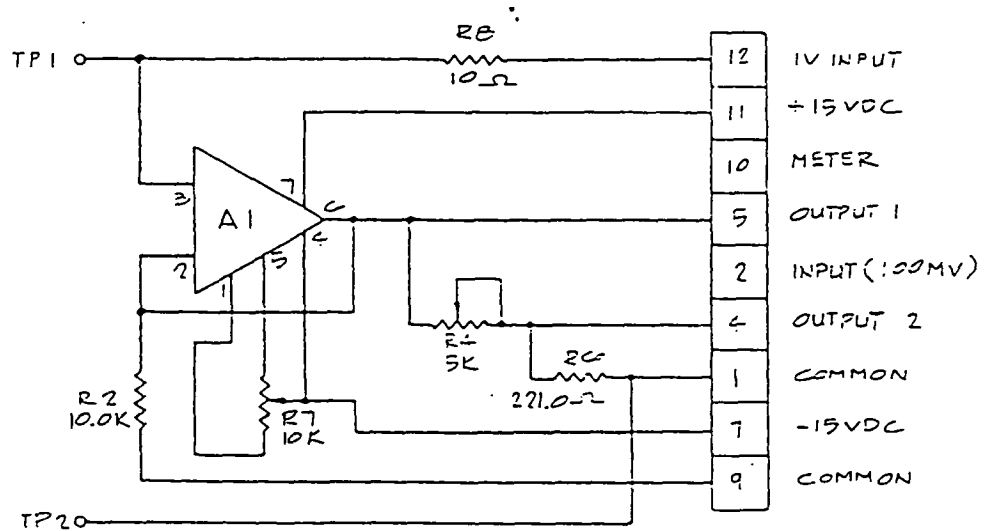 R8
10Ω
TP1
12 1V INPUT
11 +15VDC
10 METER
5 OUTPUT 1
2 INPUT (100MV)
4 OUTPUT 2
1 COMMON
7 -15VDC
9 COMMON
A1
3
2
7
6
4
5
1
R4
5K
R6
221.0Ω
R2
10.0K
R7
10K
TP2